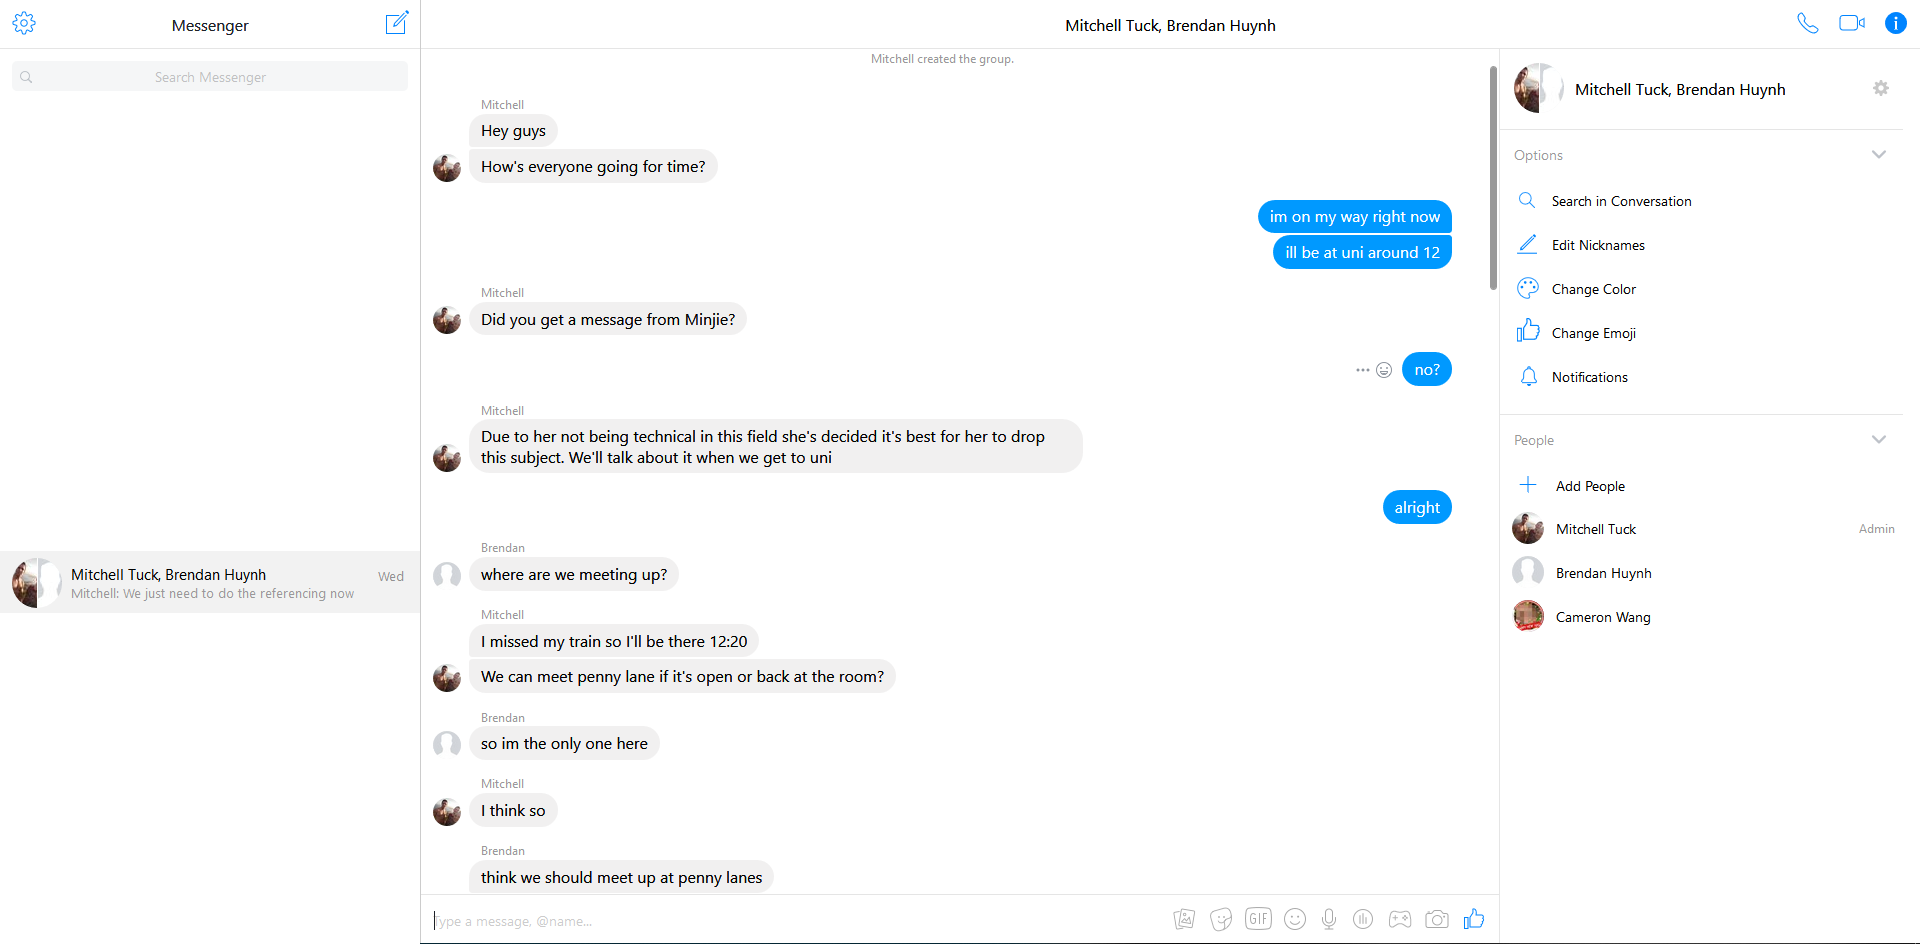 Messenger
Search Messenger
Mitchell Tuck, Brendan Huynh
Wed
Mitchell: We just need to do the referencing now
Mitchell Tuck, Brendan Huynh
Mitchell created the group.
Mitchell
Hey guys
How's everyone going for time?
im on my way right now
ill be at uni around 12
Mitchell
Did you get a message from Minjie?
no?
Mitchell
Due to her not being technical in this field she's decided it's best for her to drop
this subject. We'll talk about it when we get to uni
alright
Brendan
where are we meeting up?
Mitchell
I missed my train so I'll be there 12:20
We can meet penny lane if it's open or back at the room?
Brendan
so im the only one here
Mitchell
I think so
Brendan
think we should meet up at penny lanes
Type a message, @name...
GIF
Mitchell Tuck, Brendan Huynh
Options
Search in Conversation
Edit Nicknames
Change Color
Change Emoji
Notifications
People
Add People
Mitchell Tuck
Admin
Brendan Huynh
Cameron Wang